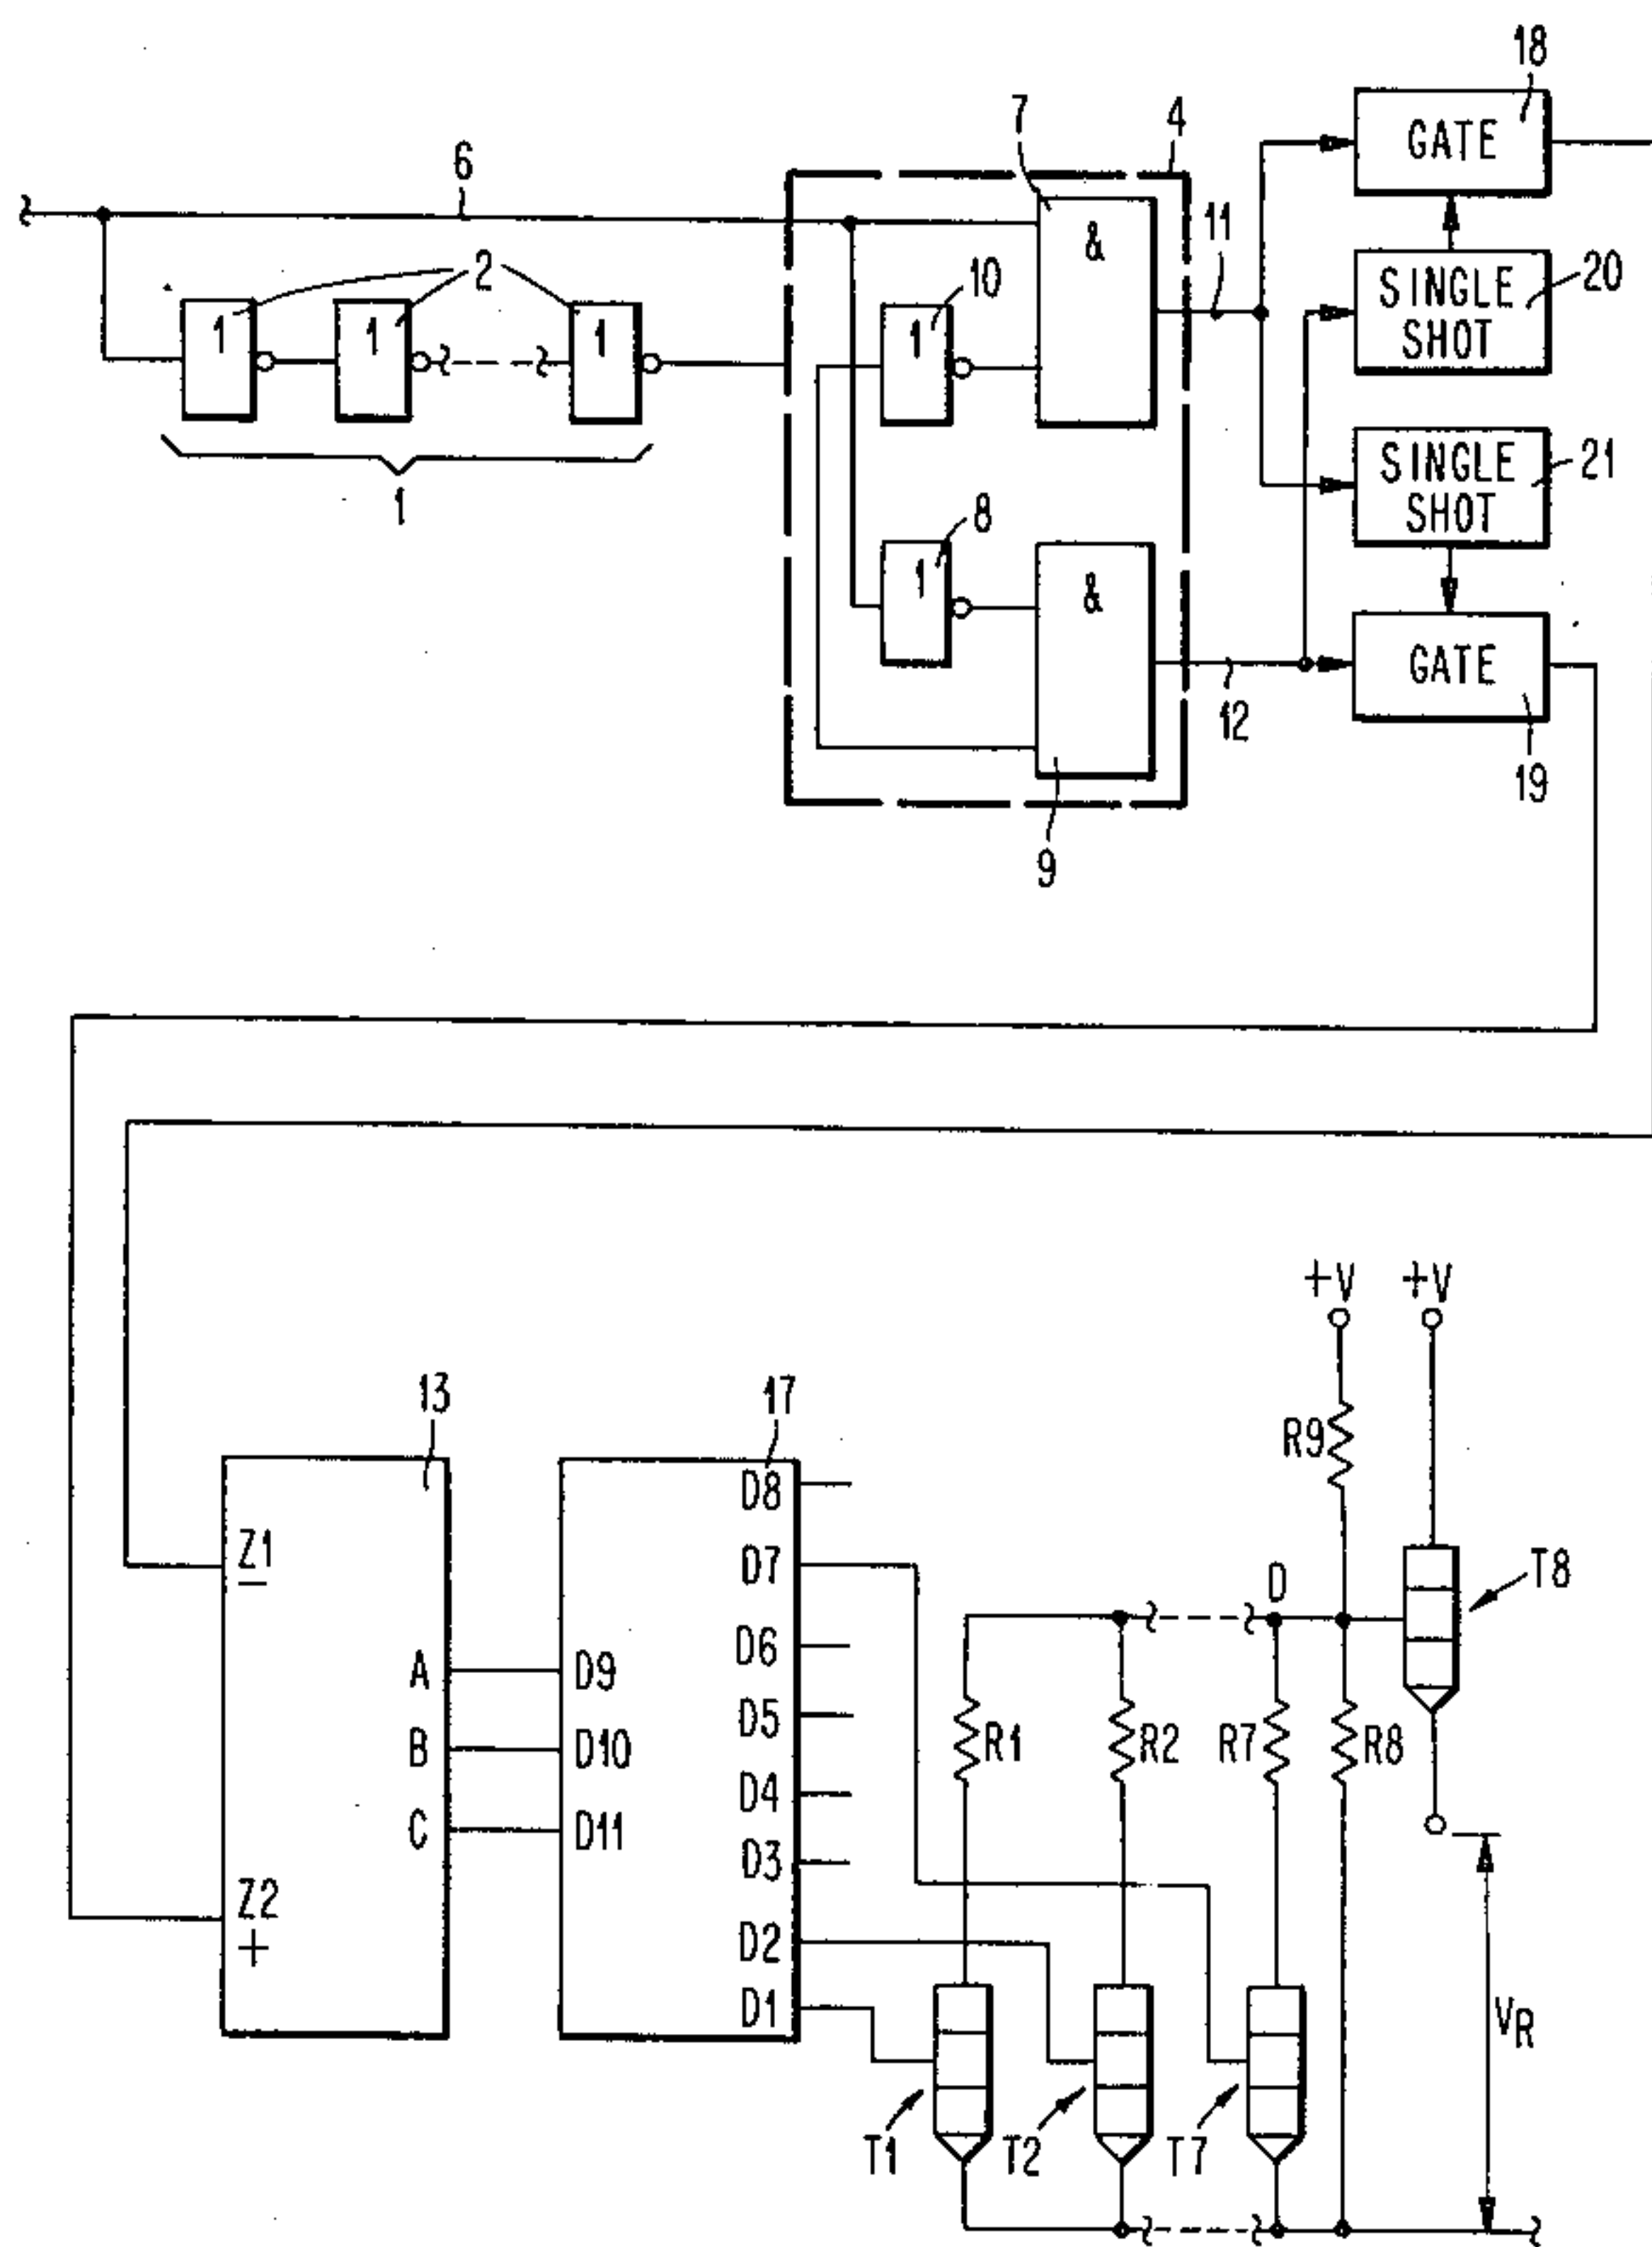 18
7
4
GATE
6
11
&
2
10
SINGLE SHOT
20
1
1
1
1
SINGLE SHOT
21
1
8
1
&
GATE
12
19
9
+V
+V
13
17
R9
D8
Z1
−
D7
D
T8
D6
A
D9
D5
R1
R2
R7
R8
B
D10
D4
C
D11
D3
Z2
+
D2
D1
VR
T1
T2
T7